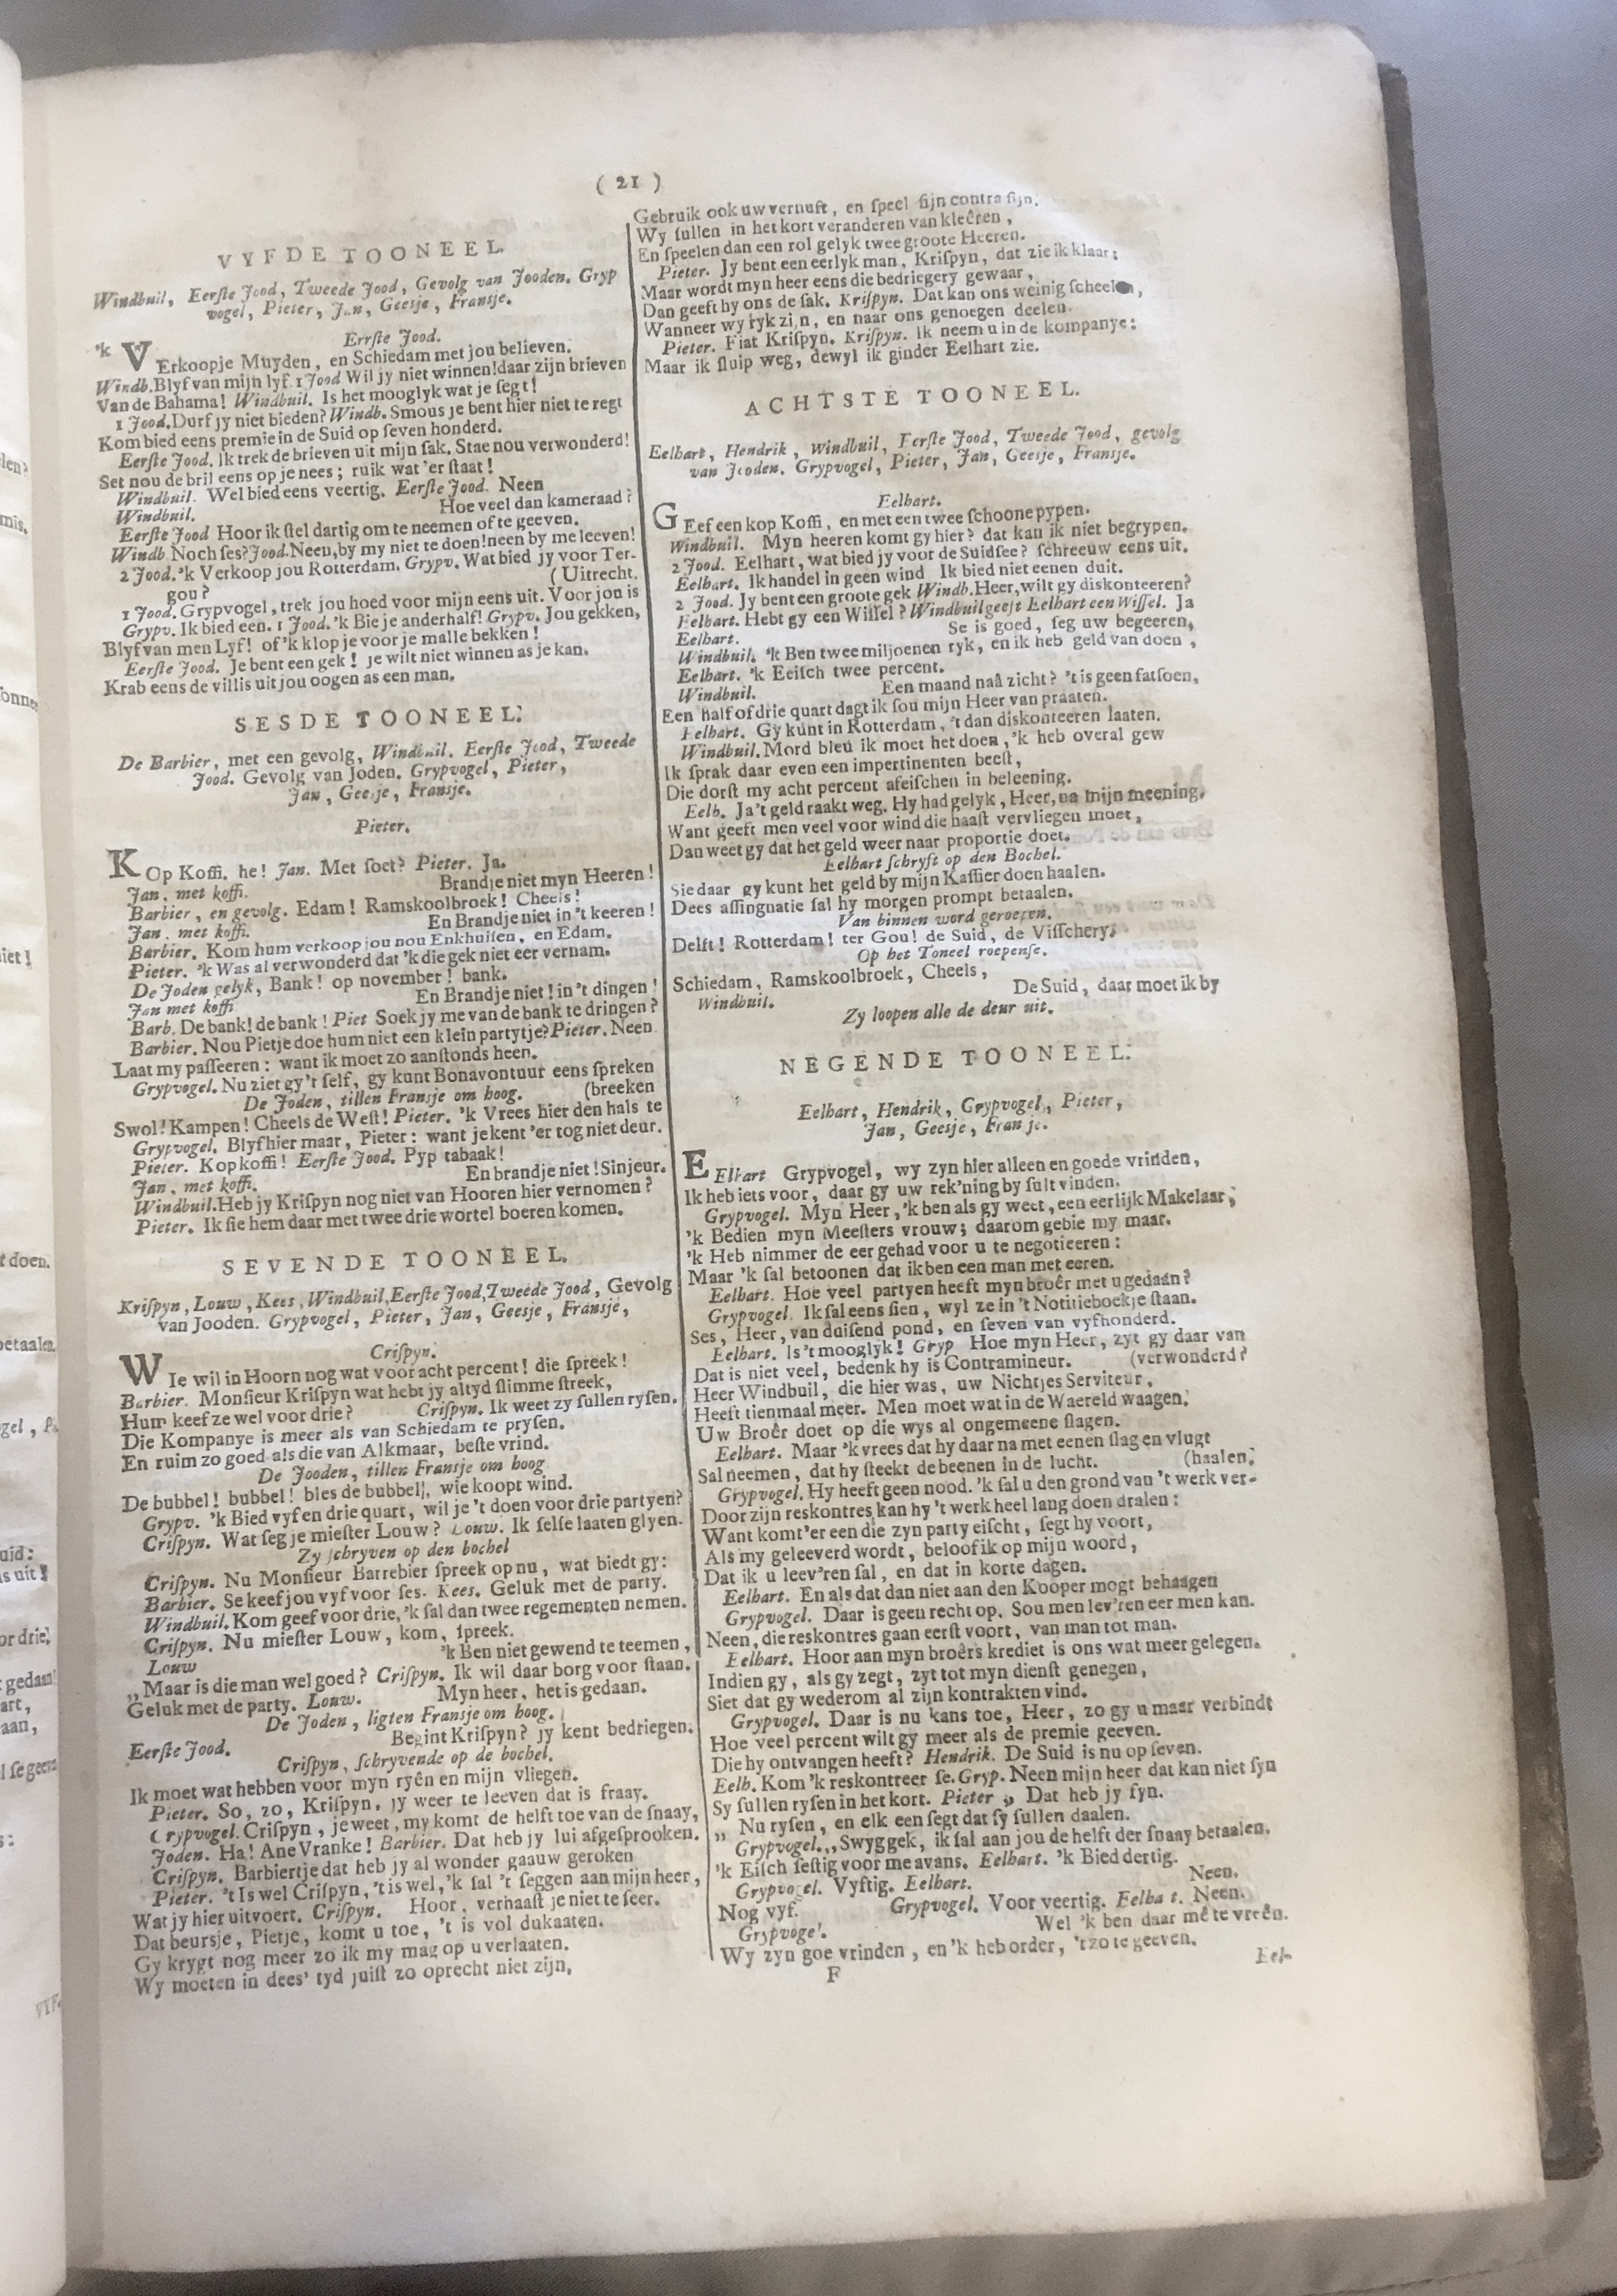 ( 21 )
VYFDE TOONEEL.
Windbuil, Eerſte Jood, Tweede Jood, Gevolg van Jooden. Gryp
vogel, Pieter, Jan, Geesje, Fransje.
Errſte Jood.
'k VErkoopje Muyden, en Schiedam met jou believen.
Windb. Blyf van mijn lyf. 1 Jood Wil jy niet winnen! daar zijn brieven
Van de Bahama! Windbuil. Is het mooglyk wat je ſegt!
1 Jood. Durf jy niet bieden? Windb. Smous je bent hier niet te regt
Kom bied eens premie in de Suid op ſeven honderd.
Eerſte Jood. Ik trek de brieven uit mijn ſak. Stae nou verwonderd!
Set nou de bril eens op je nees; ruik wat 'er ſtaat!
Windbuil. Wel bied eens veertig. Eerſte Jood. Neen
Windbuil. Hoe veel dan kameraad?
Eerſte Jood Hoor ik ſtel dartig om te neemen of te geeven.
Windb. Noch ſes? Jood. Neen, by my niet te doen! neen by me leeven!
2 Jood. 'k Verkoop jou Rotterdam. Grypv. Wat bied jy voor Ter-
gou? (Uitrecht.
1 Jood. Grypvogel, trek jou hoed voor mijn eens uit. Voor jou is
Grypv. Ik bied een. 1 Jood. 'k Bie je anderhalf! Grypv. Jou gekken,
Blyf van men Lyf! of 'k klop je voor je malle bekken!
Eerſte Jood. Je bent een gek! je wilt niet winnen as je kan.
Krab eens de villis uit jou oogen as een man.
SESDE TOONEEL.
De Barbier, met een gevolg, Windbuil. Eerſte Jood, Tweede
Jood. Gevolg van Joden. Grypvogel, Pieter,
Jan, Geesje, Fransje.
Pieter.
KOp Koffi. he! Jan. Met ſoet? Pieter. Ja.
Jan. met koffi. Brandje niet myn Heeren!
Barbier, en gevolg. Edam! Ramskoolbroek! Cheels!
Jan. met koffi. En Brandje niet in 't keeren!
Barbier. Kom hum verkoop jou nou Enkhuiſen, en Edam.
Pieter. 'k Was al verwonderd dat 'k die gek niet eer vernam.
De Joden gelyk, Bank! op november! bank.
Jan met koffi. En Brandje niet! in 't dingen!
Barb. De bank! de bank! Piet Soek jy me van de bank te dringen?
Barbier. Nou Pietje doe hum niet een klein partytje? Pieter. Neen.
Laat my paſſeeren: want ik moet zo aanſtonds heen.
Grypvogel. Nu ziet gy 't ſelf, gy kunt Bonavontuur eens ſpreken
De Joden, tillen Fransje om hoog. (breeken
Swol! Kampen! Cheels de Weſt! Pieter. 'k Vrees hier den hals te
Grypvogel. Blyf hier maar, Pieter: want je kent 'er tog niet deur.
Pieter. Kop koffi! Eerſte Jood. Pyp tabaak!
Jan. met koffi. En brandje niet! Sinjeur.
Windbuil. Heb jy Kriſpyn nog niet van Hooren hier vernomen?
Pieter. Ik ſie hem daar met twee drie wortel boeren komen.
SEVENDE TOONEEL.
Kriſpyn, Louw, Kees, Windbuil, Eerſte Jood, Tweede Jood, Gevolg
van Jooden. Grypvogel, Pieter, Jan, Geesje, Fransje,
Criſpyn.
WIe wil in Hoorn nog wat voor acht percent! die ſpreek!
Barbier. Monſieur Kriſpyn wat hebt jy altyd ſlimme ſtreek,
Hum keef ze wel voor drie? Criſpyn. Ik weet zy ſullen ryſen.
Die Kompanye is meer als van Schiedam te pryſen.
En ruim zo goed als die van Alkmaar, beſte vrind.
De Jooden, tillen Fransje om hoog
De bubbel! bubbel! bles de bubbel!, wie koopt wind.
Grypv. 'k Bied vyf en drie quart, wil je 't doen voor drie partyen?
Criſpyn. Wat ſeg je mieſter Louw? Louw. Ik ſelſe laaten glyen.
Zy ſchryven op den bochel
Criſpyn. Nu Monſieur Barrebier ſpreek op nu, wat biedt gy:
Barbier. Se keef jou vyf voor ſes. Kees. Geluk met de party.
Windbuil. Kom geef voor drie, 'k ſal dan twee regementen nemen.
Criſpyn. Nu mieſter Louw, kom, ſpreek.
Louw 'k Ben niet gewend te teemen,
„Maar is die man wel goed? Criſpyn. Ik wil daar borg voor ſtaan.
Geluk met de party. Louw. Myn heer, het is gedaan.
De Joden, ligten Fransje om hoog.
Eerſte Jood. Begint Kriſpyn? jy kent bedriegen.
Criſpyn, ſchryvende op de bochel.
Ik moet wat hebben voor myn ryên en mijn vliegen.
Pieter. So, zo, Kriſpyn, jy weer te leeven dat is fraay.
Grypvogel. Criſpyn, je weet, my komt de helft toe van de ſnaay,
Joden. Ha! Ane Vranke! Barbier. Dat heb jy lui afgeſprooken.
Criſpyn. Barbiertje dat heb jy al wonder gaauw geroken
Pieter. 't Is wel Criſpyn, 't is wel, 'k ſal 't ſeggen aan mijn heer,
Wat jy hier uitvoert. Criſpyn. Hoor, verhaaſt je niet te ſeer.
Dat beursje, Pietje, komt u toe, 't is vol dukaaten.
Gy krygt nog meer zo ik my mag op u verlaaten.
Wy moeten in dees' tyd juiſt zo oprecht niet zijn,
Gebruik ook uw vernuft, en ſpeel ſijn contra ſijn.
Wy ſullen in het kort veranderen van kleêren,
En ſpeelen dan een rol gelyk twee groote Heeren.
Pieter. Jy bent een eerlyk man, Kriſpyn, dat zie ik klaar:
Maar wordt myn heer eens die bedriegery gewaar,
Dan geeft hy ons de ſak. Kriſpyn. Dat kan ons weinig ſcheelen,
Wanneer wy ryk zijn, en naar ons genoegen deelen.
Pieter. Fiat Kriſpyn. Kriſpyn. Ik neem u in de kompanye:
Maar ik ſluip weg, dewyl ik ginder Eelhart zie.
ACHTSTE TOONEEL.
Eelhart, Hendrik, Windbuil, Eerſte Jood, Tweede Jood, gevolg
van Jooden. Grypvogel, Pieter, Jan, Geesje, Fransje.
Eelhart.
GEef een kop Koffi, en met een twee ſchoone pypen.
Windbuil. Myn heeren komt gy hier? dat kan ik niet begrypen.
2 Jood. Eelhart, wat bied jy voor de Suidſee? ſchreeuw eens uit.
Eelhart. Ik handel in geen wind Ik bied niet eenen duit.
2 Jood. Jy bent een groote gek Windb. Heer, wilt gy diskonteeren?
Eelhart. Hebt gy een Wiſſel? Windbuil geeft Eelhart een Wiſſel. Ja
Eelhart. Se is goed, ſeg uw begeeren,
Windbuil. 'k Ben twee miljoenen ryk, en ik heb geld van doen,
Eelhart. 'k Eeiſch twee percent.
Windbuil. Een maand naâ zicht? 't is geen fatſoen,
Een half of drie quart dagt ik ſou mijn Heer van praaten.
Eelhart. Gy kunt in Rotterdam, 't dan diskonteeren laaten.
Windbuil. Mord bleu ik moet het doen, 'k heb overal gew
Ik ſprak daar even een impertinenten beeſt,
Die dorſt my acht percent afeiſchen in beleening.
Eelh. Ja 't geld raakt weg. Hy had gelyk, Heer, na mijn meening.
Want geeft men veel voor wind die haaſt vervliegen moet,
Dan weet gy dat het geld weer naar proportie doet.
Eelhart ſchryft op den Bochel.
Sie daar gy kunt het geld by mijn Kaſſier doen haalen.
Dees aſſingnatie ſal hy morgen prompt betaalen.
Van binnen word geroepen.
Delft! Rotterdam! ter Gou! de Suid, de Viſſchery.
Op het Toneel roepenſe.
Schiedam, Ramskoolbroek, Cheels,
Windbuil. De Suid, daar moet ik by
Zy loopen alle de deur uit.
NEGENDE TOONEEL.
Eelhart, Hendrik, Grypvogel, Pieter,
Jan, Geesje, Fransje.
EElhart Grypvogel, wy zyn hier alleen en goede vrinden,
Ik heb iets voor, daar gy uw rek'ning by ſult vinden.
Grypvogel. Myn Heer, 'k ben als gy weet, een eerlijk Makelaar,
'k Bedien myn Meeſters vrouw; daarom gebie my maar.
'k Heb nimmer de eer gehad voor u te negotieeren:
Maar 'k ſal betoonen dat ik ben een man met eeren.
Eelhart. Hoe veel partyen heeft myn broêr met u gedaan?
Grypvogel. Ik ſal eens ſien, wyl ze in 't Notitieboekje ſtaan.
Ses, Heer, van duiſend pond, en ſeven van vyfhonderd.
Eelhart. Is 't mooglyk! Gryp Hoe myn Heer, zyt gy daar van
Dat is niet veel, bedenk hy is Contramineur. (verwonderd?
Heer Windbuil, die hier was, uw Nichtjes Serviteur,
Heeft tienmaal meer. Men moet wat in de Waereld waagen.
Uw Broêr doet op die wys al ongemeene ſlagen.
Eelhart. Maar 'k vrees dat hy daar na met eenen ſlag en vlugt
Sal neemen, dat hy ſteekt de beenen in de lucht. (haalen.
Grypvogel. Hy heeft geen nood. 'k ſal u den grond van 't werk ver-
Door zijn reskontres kan hy 't werk heel lang doen dralen:
Want komt 'er een die zyn party eiſcht, ſegt hy voort,
Als my geleeverd wordt, beloof ik op mijn woord,
Dat ik u leev'ren ſal, en dat in korte dagen.
Eelhart. En als dat dan niet aan den Kooper mogt behaagen
Grypvogel. Daar is geen recht op. Sou men lev'ren eer men kan.
Neen, die reskontres gaan eerſt voort, van man tot man.
Eelhart. Hoor aan myn broêrs krediet is ons wat meer gelegen.
Indien gy, als gy zegt, zyt tot myn dienſt genegen,
Siet dat gy wederom al zijn kontrakten vind.
Grypvogel. Daar is nu kans toe, Heer, zo gy u maar verbindt
Hoe veel percent wilt gy meer als de premie geeven.
Die hy ontvangen heeft? Hendrik. De Suid is nu op ſeven.
Eelh. Kom 'k reskontreer ſe. Gryp. Neen mijn heer dat kan niet ſyn
Sy ſullen ryſen in het kort. Pieter „ Dat heb jy fyn.
„ Nu ryſen, en elk een ſegt dat ſy ſullen daalen.
Grypvogel. „Swyg gek, ik ſal aan jou de helft der ſnaay betaalen.
'k Eiſch ſeſtig voor me avans. Eelhart. 'k Bied dertig.
Grypvogel. Vyftig. Eelhart. Neen.
Nog vyf. Grypvogel. Voor veertig. Eelhart. Neen.
Grypvogel. Wel 'k ben daar mê te vreên.
Wy zyn goe vrinden, en 'k heb order, 't zo te geeven.
F
Eel-